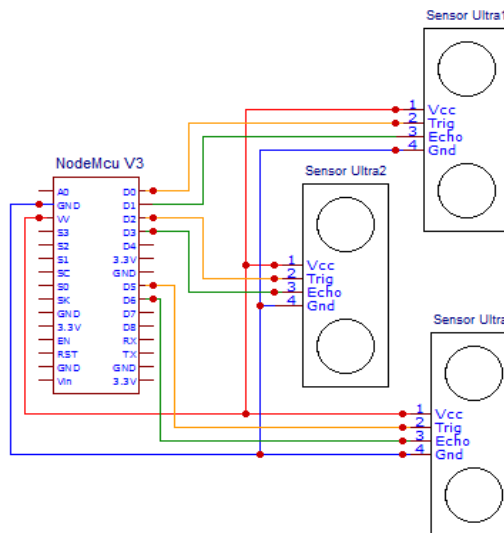 Sensor Ultra1
1 Vcc
2 Trig
3 Echo
4 Gnd
NodeMcu V3
A0 D0
GND D1
VV D2
S3 D3
S2 D4
S1 3.3V
SC GND
S0 D5
SK D6
GND D7
3.3V D8
EN RX
RST TX
GND GND
Vin 3.3V
Sensor Ultra2
1 Vcc
2 Trig
3 Echo
4 Gnd
Sensor Ultra
1 Vcc
2 Trig
3 Echo
4 Gnd